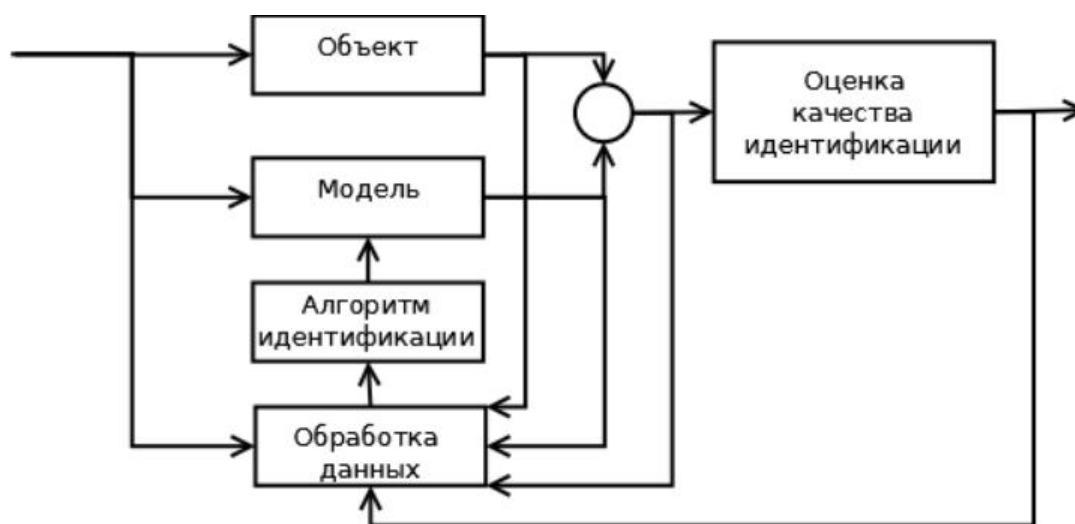 Объект
Оценка
качества
идентификации
Модель
Алгоритм
идентификации
Обработка
данных